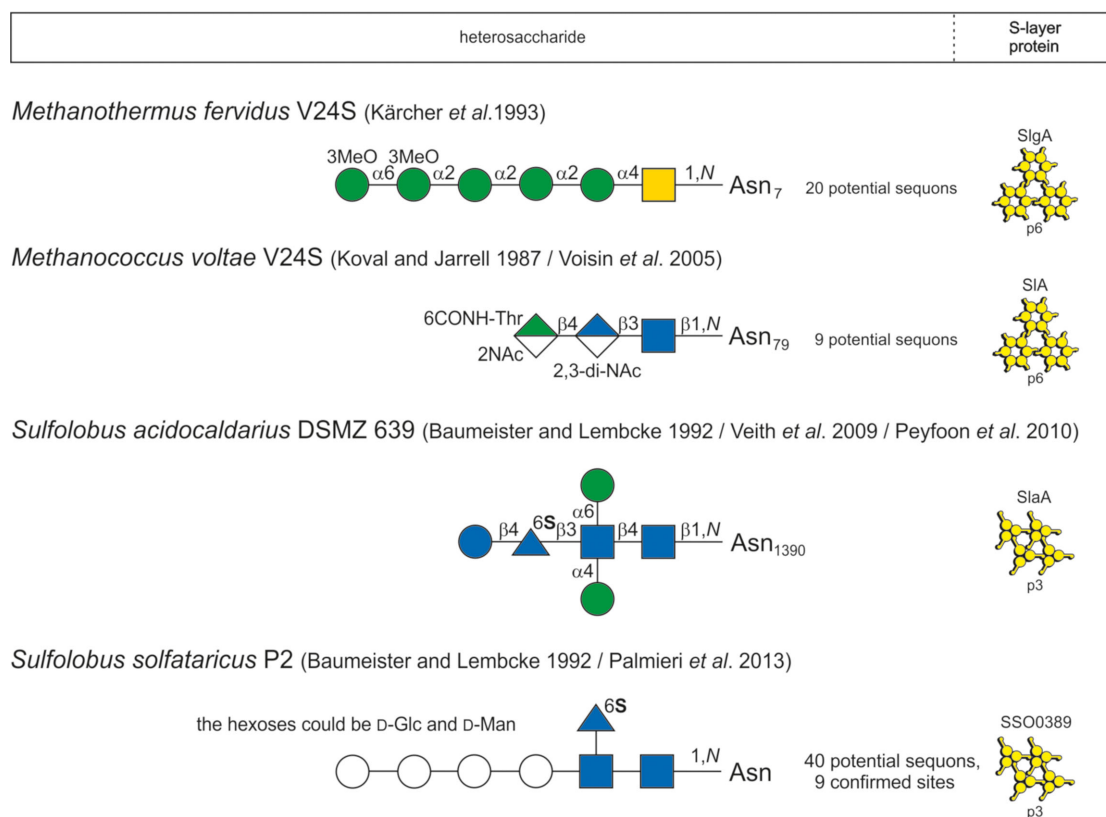 heterosaccharide
S-layer
protein
Methanothermus fervidus V24S (Kärcher et al.1993)
3MeO 3MeO
α6 α2 α2 α2 α4 1,N
Asn7
20 potential sequons
SlgA
p6
Methanococcus voltae V24S (Koval and Jarrell 1987 / Voisin et al. 2005)
6CONH-Thr
2NAc
β4 β3 β1,N
2,3-di-NAc
Asn79
9 potential sequons
SlA
p6
Sulfolobus acidocaldarius DSMZ 639 (Baumeister and Lembcke 1992 / Veith et al. 2009 / Peyfoon et al. 2010)
α6
β4 6S β3 β4 β1,N
α4
Asn1390
SlaA
p3
Sulfolobus solfataricus P2 (Baumeister and Lembcke 1992 / Palmieri et al. 2013)
6S
the hexoses could be D-Glc and D-Man
1,N
Asn
40 potential sequons,
9 confirmed sites
SSO0389
p3